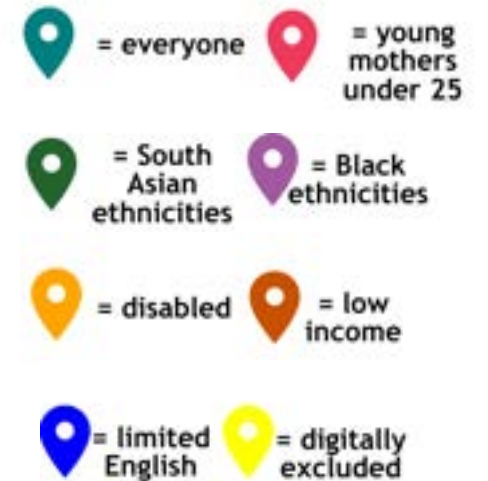 = everyone
= young
mothers
under 25
= South
Asian
ethnicities
= Black
ethnicities
= disabled
= low
income
= limited
English
= digitally
excluded